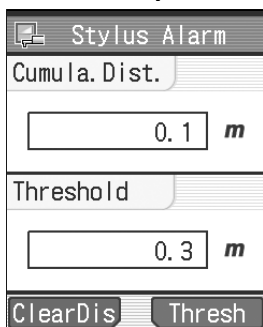 Stylus Alarm
Cumula.Dist.
0.1 m
Threshold
0.3 m
ClearDis Thresh